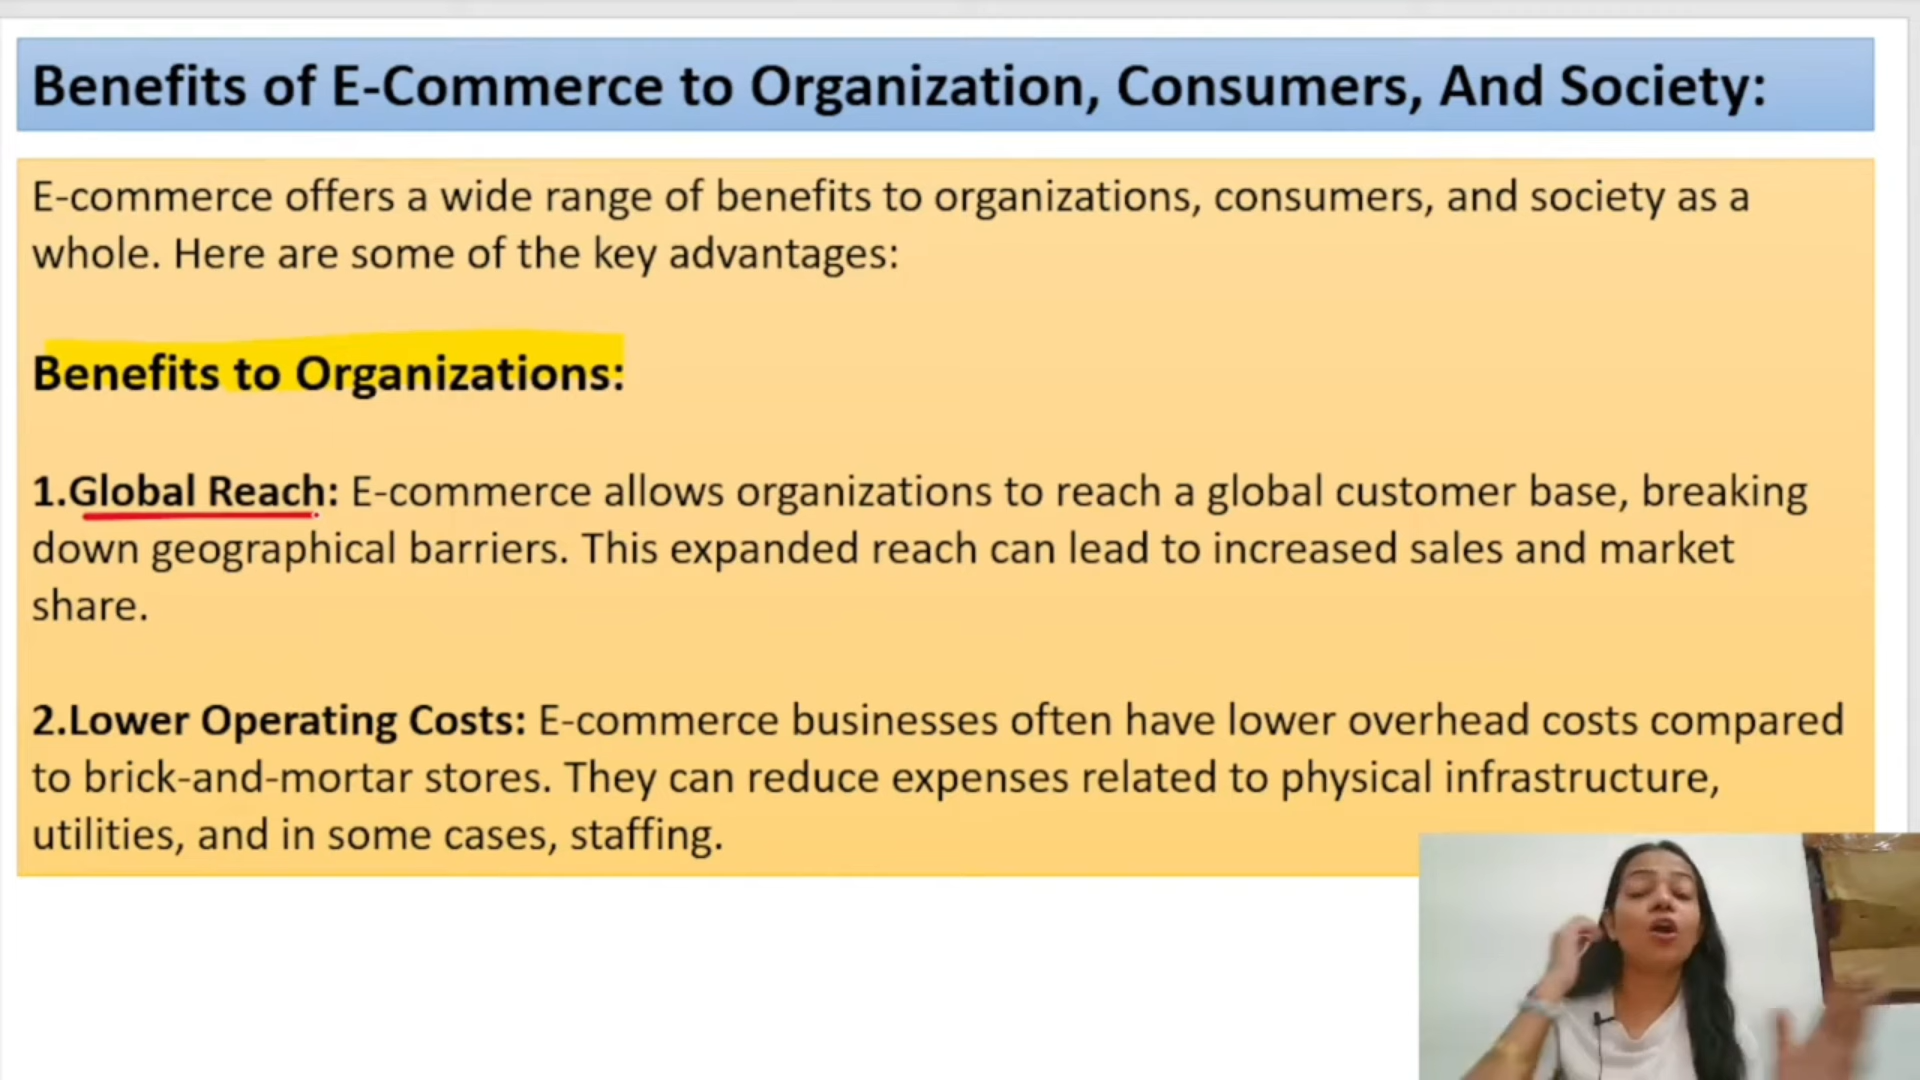 Benefits of E-Commerce to Organization, Consumers, And Society:
E-commerce offers a wide range of benefits to organizations, consumers, and society as a
whole. Here are some of the key advantages:
Benefits to Organizations:
1.Global Reach: E-commerce allows organizations to reach a global customer base, breaking
down geographical barriers. This expanded reach can lead to increased sales and market
share.
2.Lower Operating Costs: E-commerce businesses often have lower overhead costs compared
to brick-and-mortar stores. They can reduce expenses related to physical infrastructure,
utilities, and in some cases, staffing.